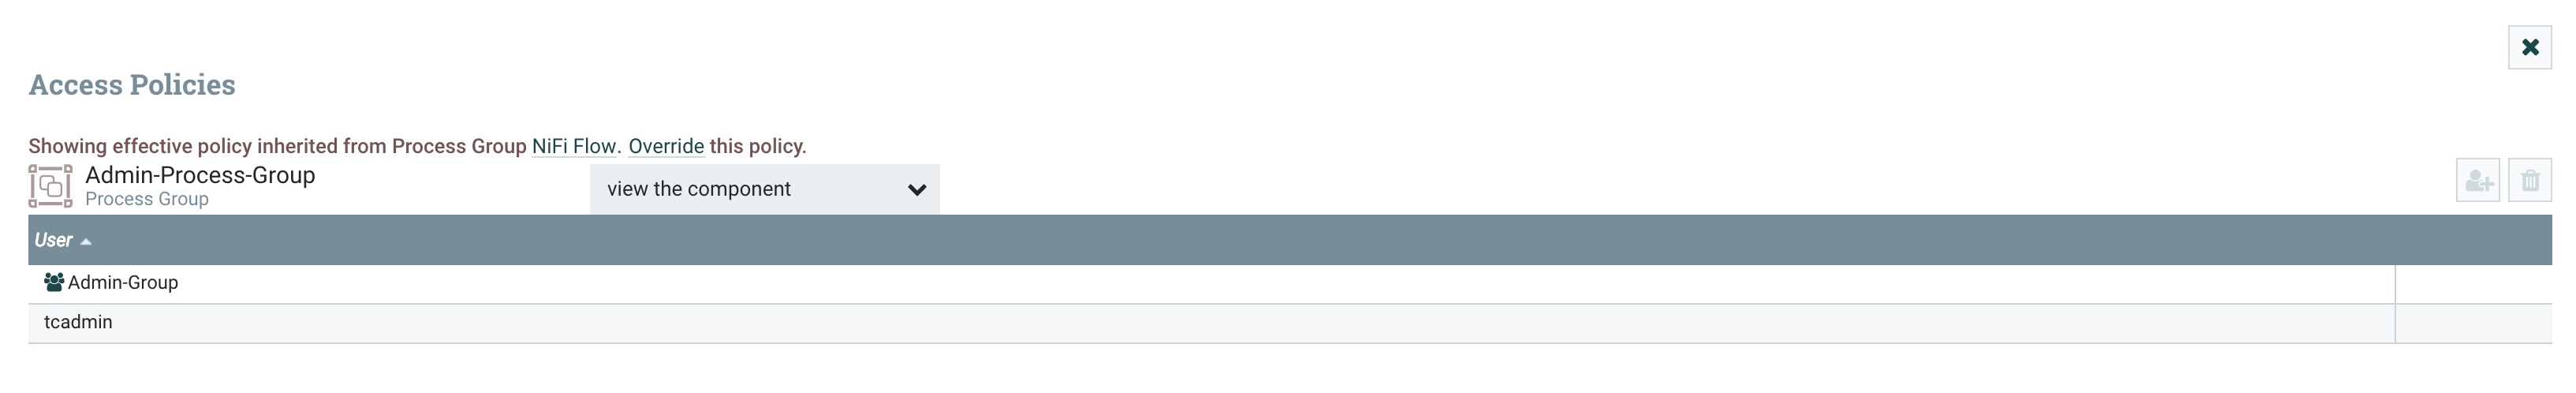 Access Policies
Showing effective policy inherited from Process Group NiFi Flow. Override this policy.
Admin-Process-Group
Process Group
view the component
User
Admin-Group
tcadmin